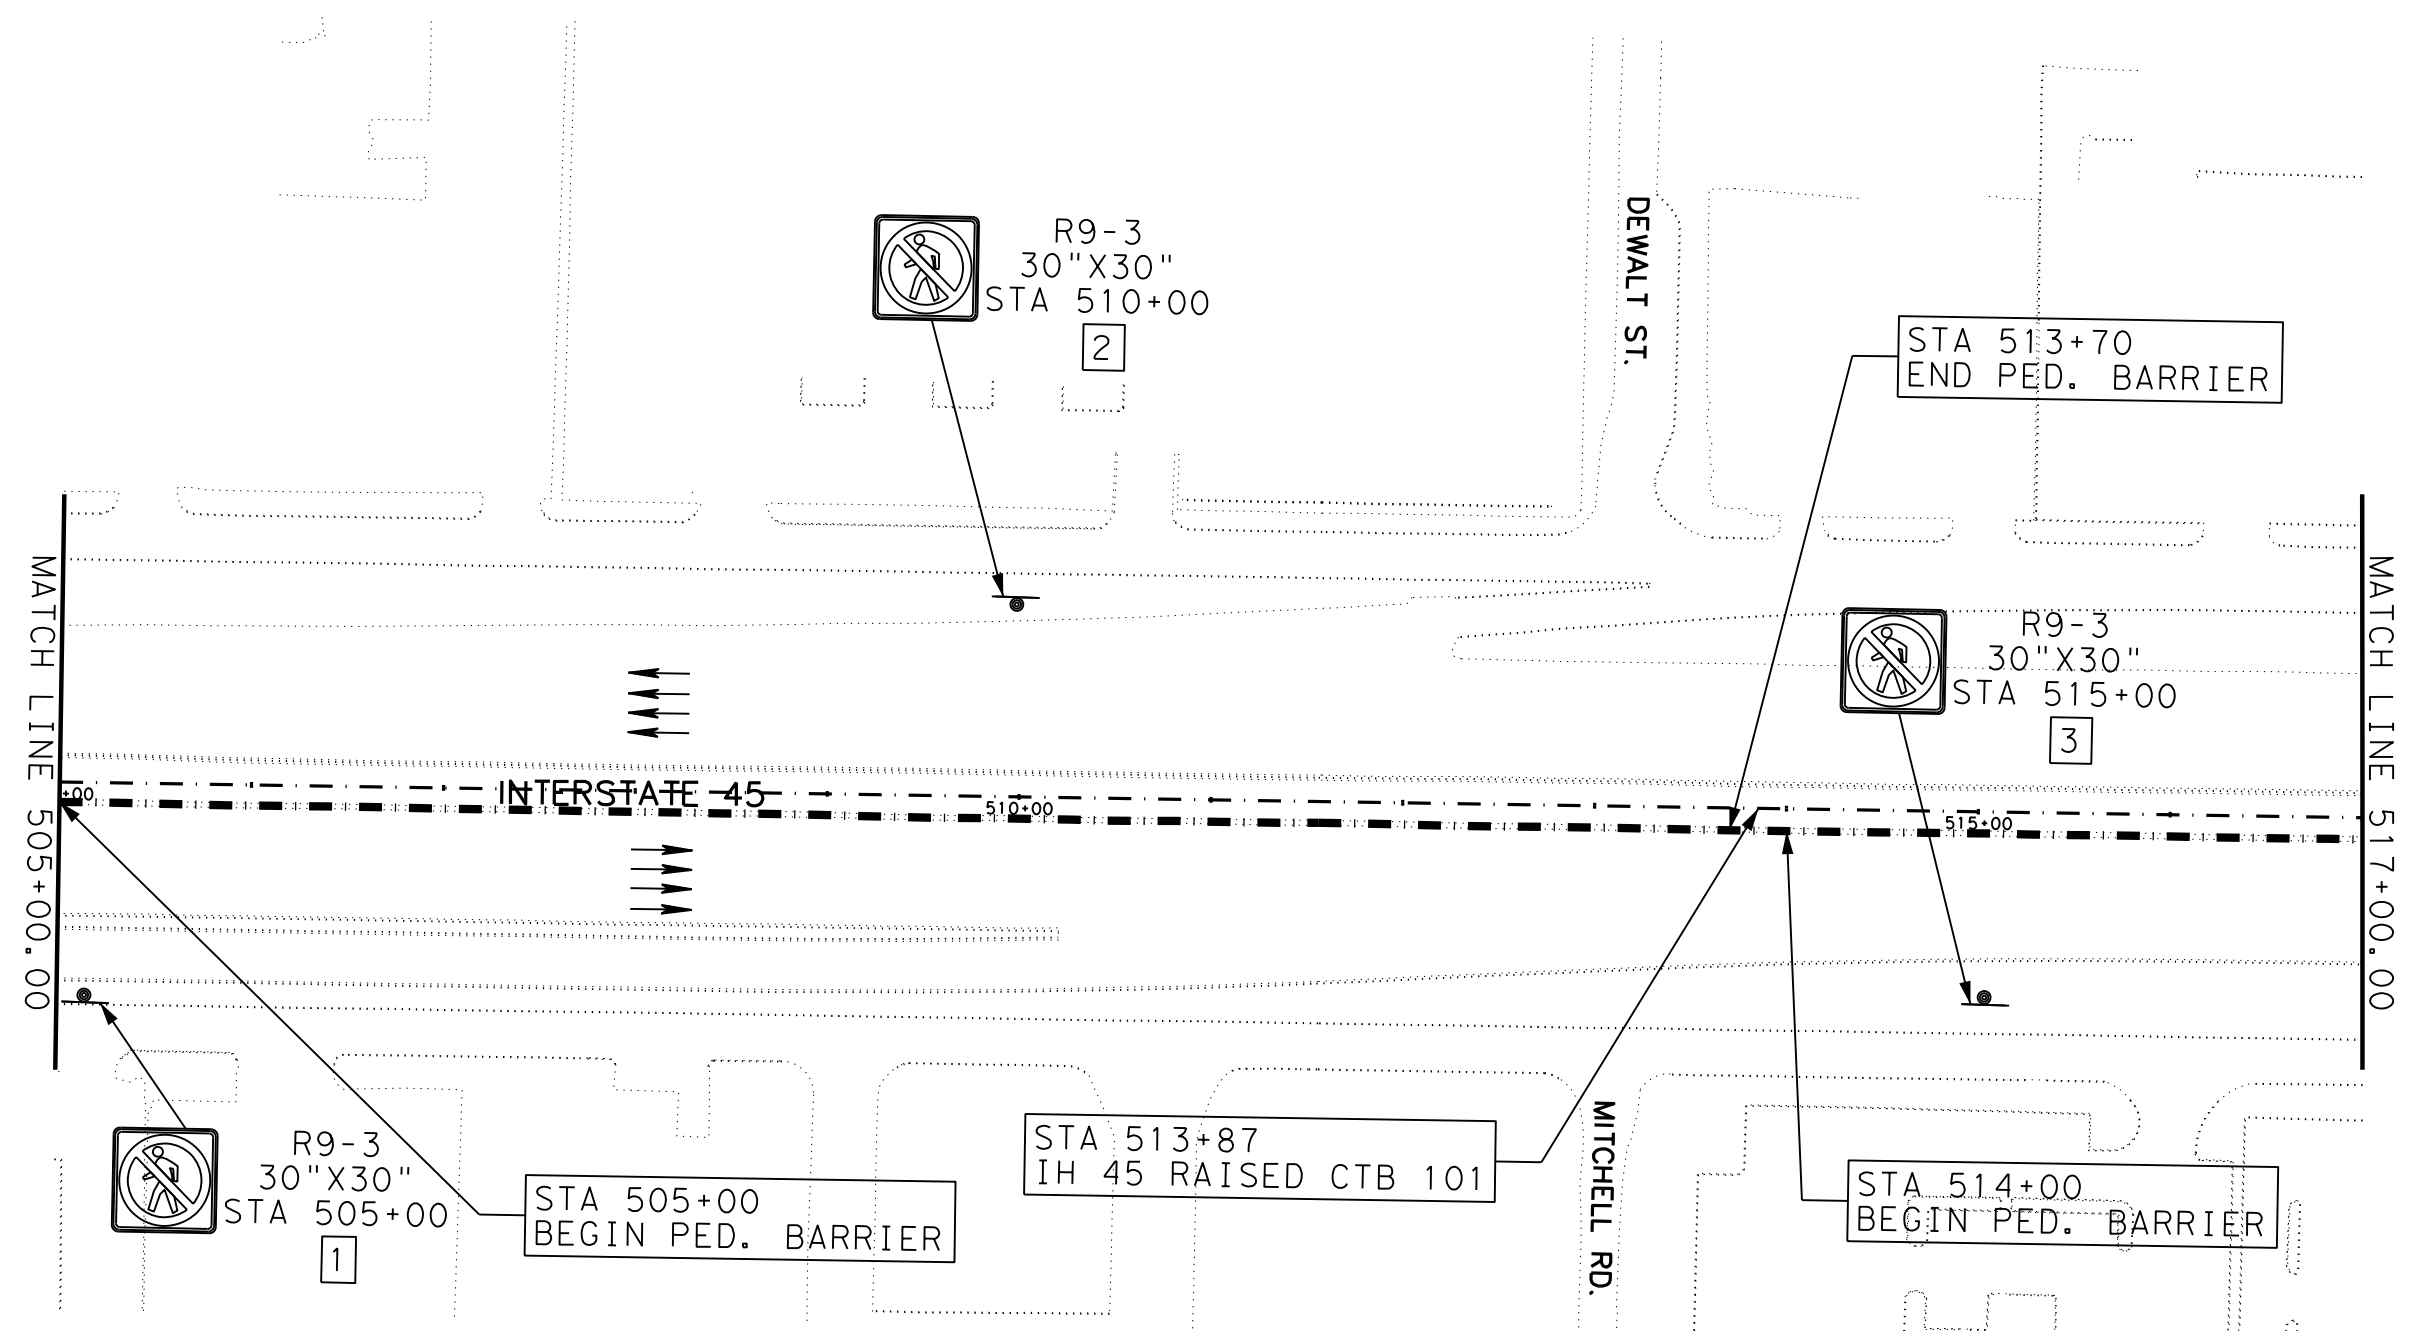 R9-3
30"X30"
STA 510+00
2
DEWALT ST.
STA 513+70
END PED. BARRIER
MATCH LINE 505+00.00
MATCH LINE 517+00.00
R9-3
30"X30"
STA 515+00
3
+00
INTERSTATE 45
510+00
515+00
R9-3
30"X30"
STA 505+00
1
STA 505+00
BEGIN PED. BARRIER
STA 513+87
IH 45 RAISED CTB 101
MITCHELL RD.
STA 514+00
BEGIN PED. BARRIER